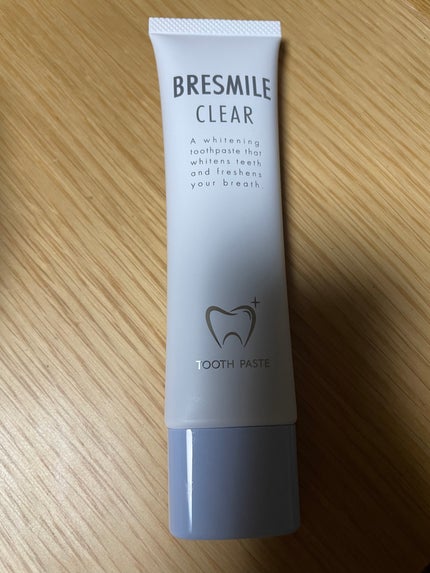 BRESMILE
CLEAR
A whitening
toothpaste that
whitens teeth
and freshens
your breath.
TOOTH PASTE